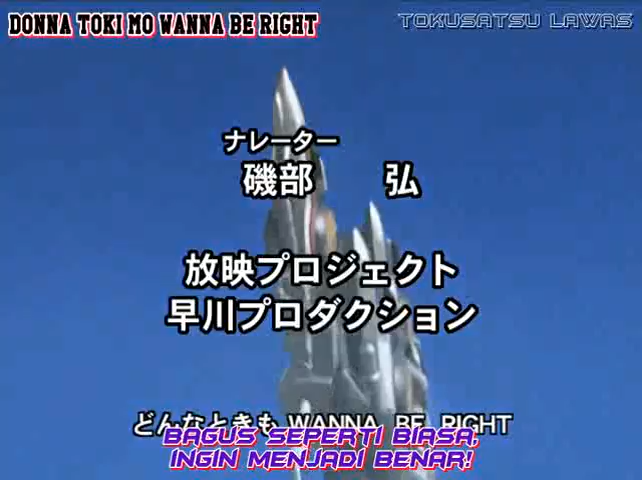 DONNA TOKI MO WANNA BE RIGHT
TOKUSATSU LAWAS
ナレーター
磯部 弘
放映プロジェクト
早川プロダクション
どんなときも WANNA BE RIGHT
BAGUS SEPERTI BIASA,
INGIN MENJADI BENAR!